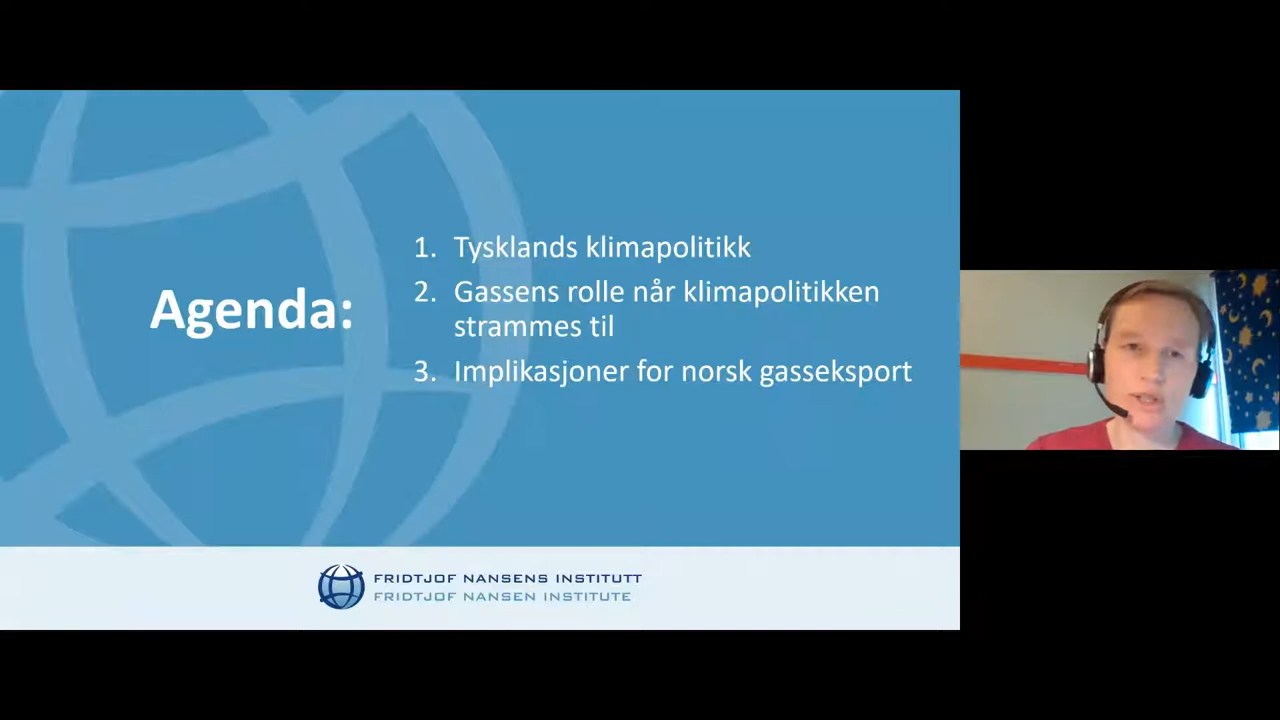 Agenda:
1. Tysklands klimapolitikk
2. Gassens rolle når klimapolitikken
strammes til
3. Implikasjoner for norsk gasseksport
FRIDTJOF NANSENS INSTITUTT
FRIDTJOF NANSEN INSTITUTE